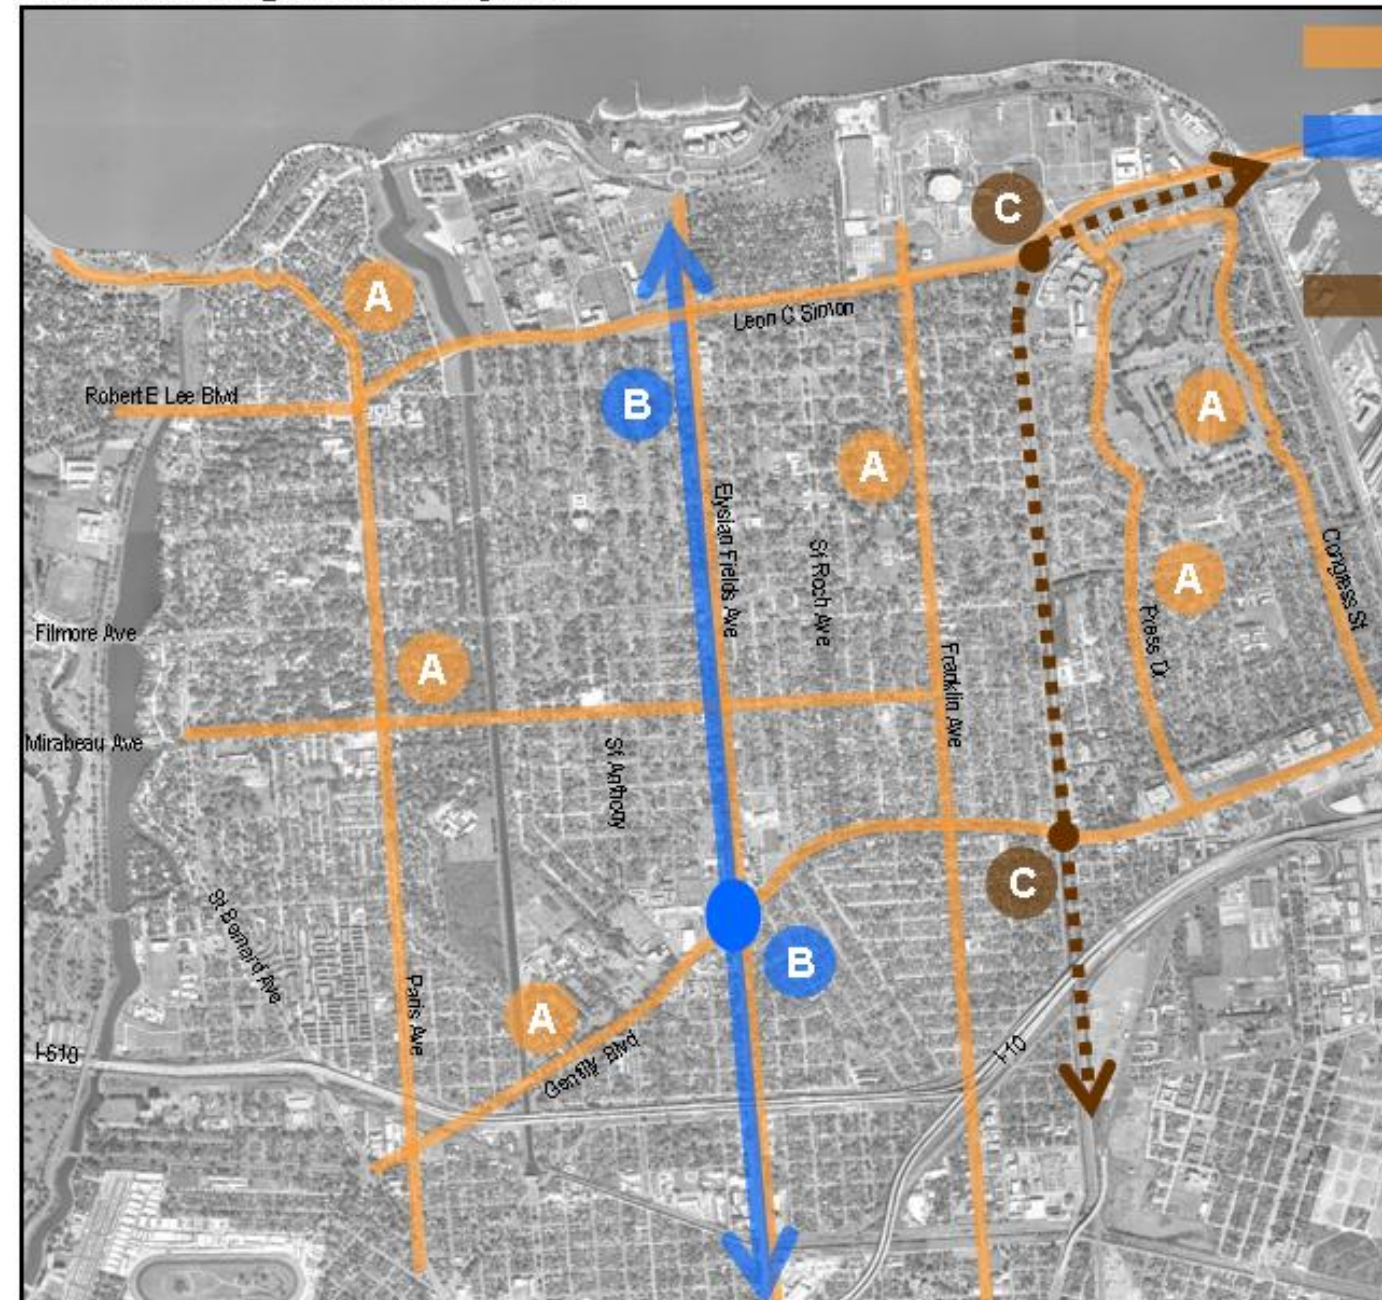 C
A
Leon C Simon
Robert E Lee Blvd
B
A
A
Elysian Fields Ave
St Roch Ave
Congress St
A
Press Dr
Filmore Ave
A
Franklin Ave
Mirabeau Ave
St Anthony
C
St Bernard Ave
B
Paris Ave
A
I-610
Gentilly Blvd
I-10